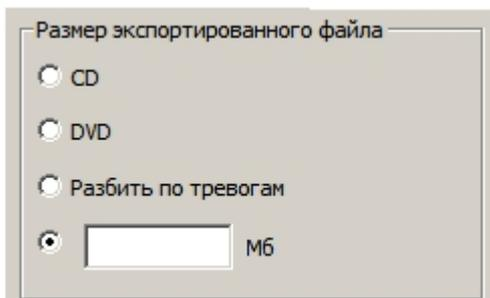 Размер экспортированного файла
CD
DVD
Разбить по тревогам
Мб